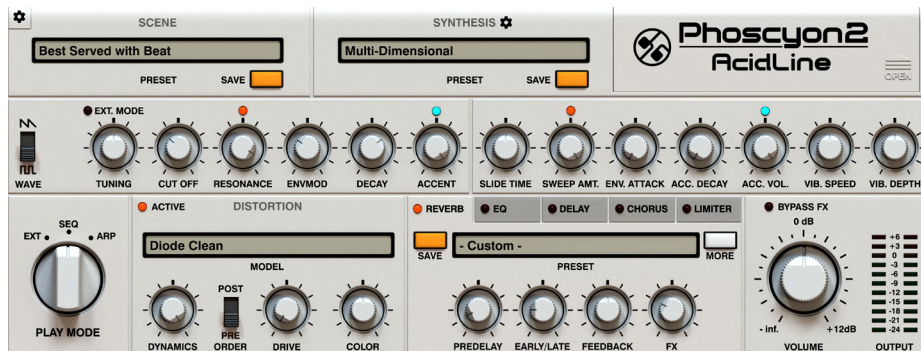 SCENE
Best Served with Beat
PRESET SAVE
SYNTHESIS
Multi-Dimensional
PRESET SAVE
Phoscyon2
AcidLine
OPEN
EXT. MODE
WAVE TUNING CUT OFF RESONANCE ENVMOD DECAY ACCENT
SLIDE TIME SWEEP AMT. ENV. ATTACK ACC. DECAY ACC. VOL. VIB. SPEED VIB. DEPTH
EXT SEQ ARP
PLAY MODE
ACTIVE DISTORTION
Diode Clean
MODEL
POST
PRE
DYNAMICS ORDER DRIVE COLOR
REVERB EQ DELAY CHORUS LIMITER
- Custom -
SAVE PRESET MORE
PREDELAY EARLY/LATE FEEDBACK FX
BYPASS FX
0 dB
- inf. +12dB
VOLUME
+6
+3
0
-3
-6
-9
-12
-15
-18
-21
-24
OUTPUT